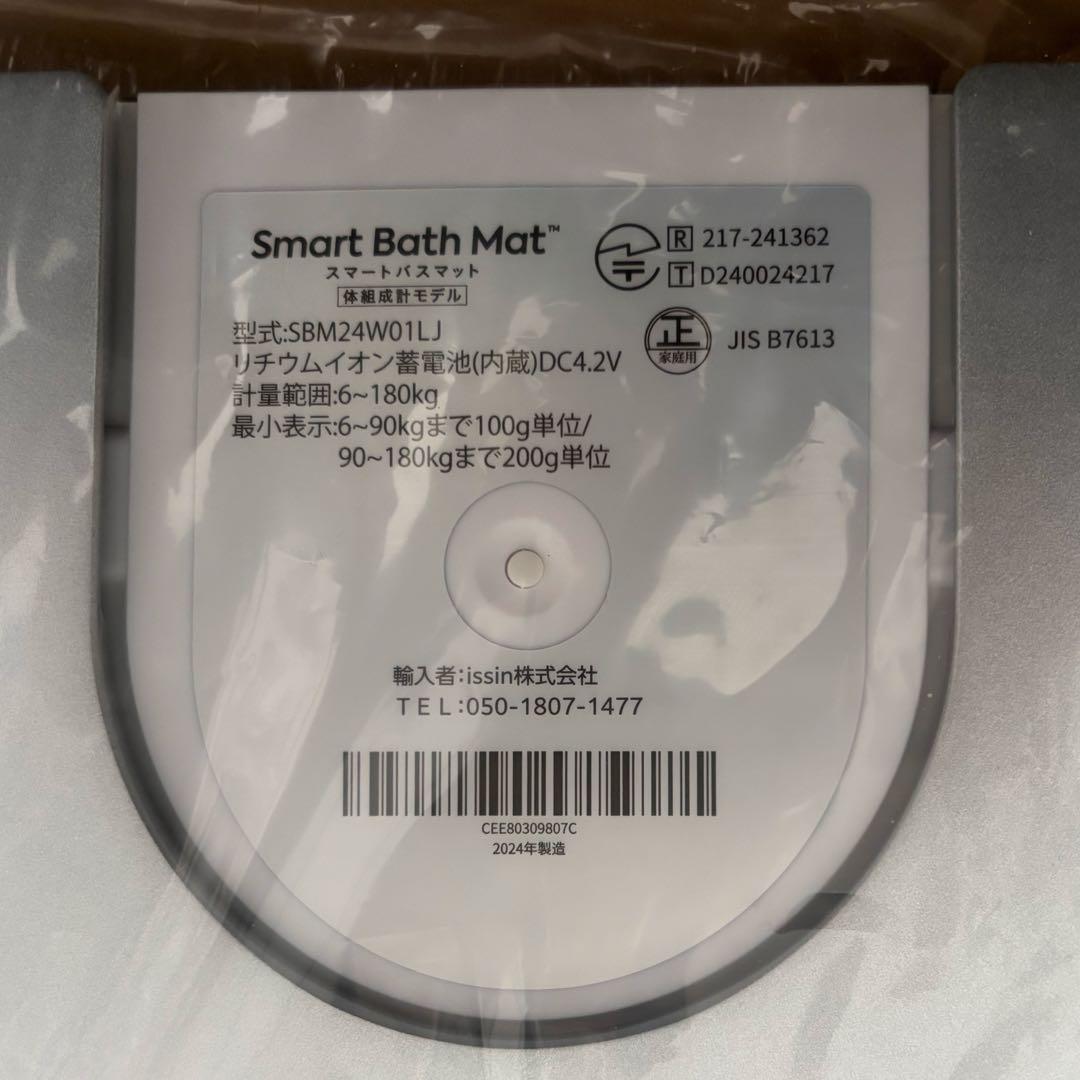 Smart Bath Mat™
スマートバスマット
体組成計モデル
R 217-241362
T D240024217
正
家庭用
JIS B7613
型式:SBM24W01LJ
リチウムイオン蓄電池(内蔵)DC4.2V
計量範囲:6~180kg
最小表示:6~90kgまで100g単位/
90~180kgまで200g単位
輸入者:issin株式会社
TEL:050-1807-1477
CEE80309807C
2024年製造